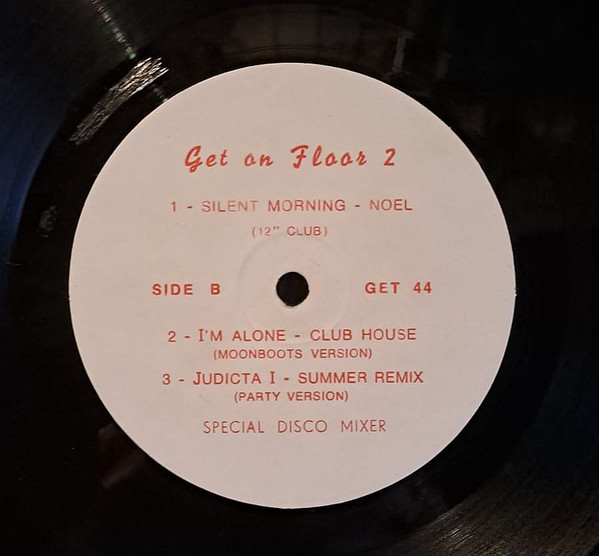 Get on Floor 2
1 - SILENT MORNING - NOEL
(12" CLUB)
SIDE B GET 44
2 - I'M ALONE - CLUB HOUSE
(MOONBOOTS VERSION)
3 - JUDICTA I - SUMMER REMIX
(PARTY VERSION)
SPECIAL DISCO MIXER